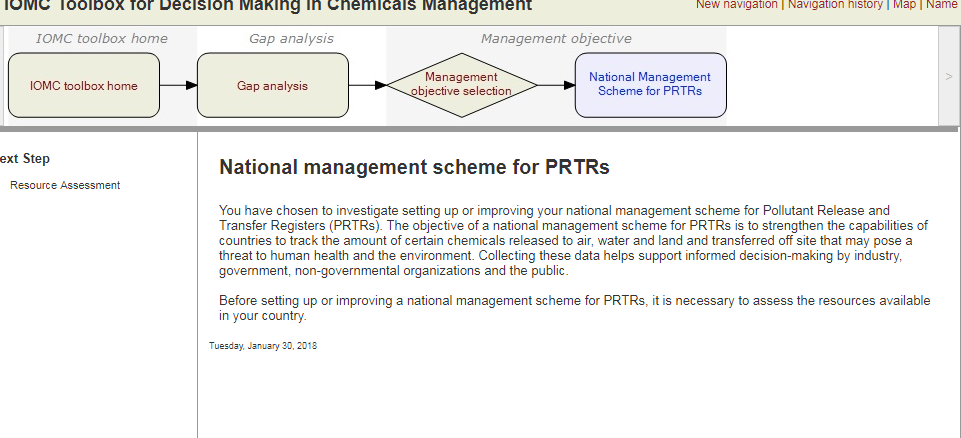 IOMC Toolbox for Decision Making in Chemicals Management
New navigation | Navigation history | Map | Name
IOMC toolbox home
Gap analysis
Management objective
IOMC toolbox home
Gap analysis
Management
objective selection
National Management
Scheme for PRTRs
>
ext Step
Resource Assessment
National management scheme for PRTRs
You have chosen to investigate setting up or improving your national management scheme for Pollutant Release and
Transfer Registers (PRTRs). The objective of a national management scheme for PRTRs is to strengthen the capabilities of
countries to track the amount of certain chemicals released to air, water and land and transferred off site that may pose a
threat to human health and the environment. Collecting these data helps support informed decision-making by industry,
government, non-governmental organizations and the public.
Before setting up or improving a national management scheme for PRTRs, it is necessary to assess the resources available
in your country.
Tuesday, January 30, 2018